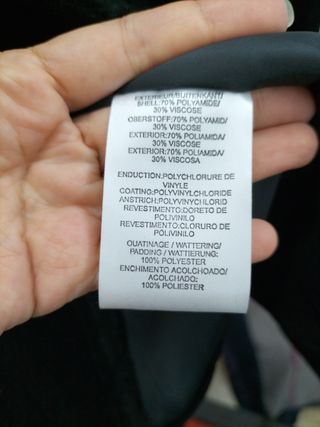 EXTERIEUR/BUITENKANT/
SHELL:70% POLYAMIDE/
30% VISCOSE
OBERSTOFF:70% POLYAMID/
30% VISCOSE
EXTERIOR:70% POLIAMIDA/
30% VISCOSE
EXTERIOR:70% POLIAMIDA/
30% VISCOSA
ENDUCTION:POLYCHLORURE DE
VINYLE
COATING:POLYVINYLCHLORIDE
ANSTRICH:POLYVINYCHLORID
REVESTIMENTO:DORETO DE
POLIVINILO
REVESTIMENTO:CLORURO DE
CLORUVINILO
OUATINAGE / WATTERING/
PADDING / WATTIERUNG:
100% POLYESTER
ENCHIMENTO ACOLCHOADO/
ACOLCHADO:
100% POLIESTER